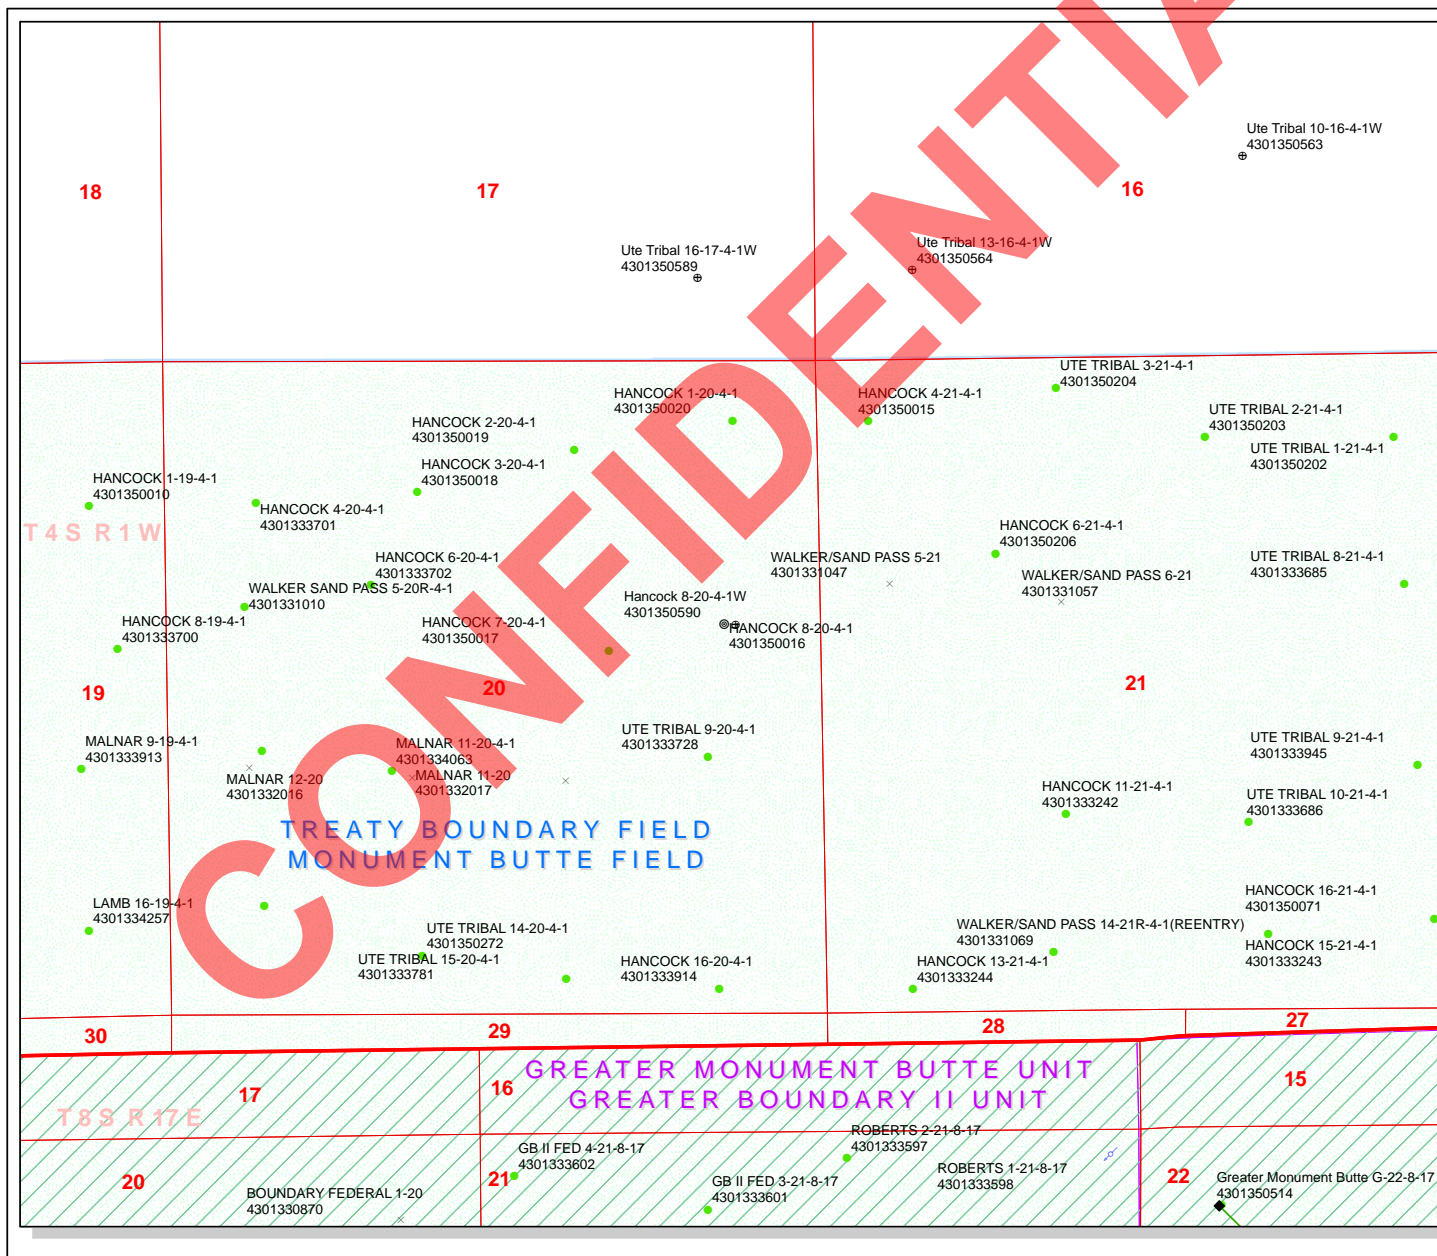 Ute Tribal 10-16-4-1W
4301350563
18
17
16
Ute Tribal 16-17-4-1W
4301350589
Ute Tribal 13-16-4-1W
4301350564
UTE TRIBAL 3-21-4-1
4301350204
HANCOCK 1-20-4-1
4301350020
HANCOCK 4-21-4-1
4301350015
UTE TRIBAL 2-21-4-1
4301350203
HANCOCK 2-20-4-1
4301350019
UTE TRIBAL 1-21-4-1
4301350202
HANCOCK 3-20-4-1
4301350018
HANCOCK 1-19-4-1
4301350010
HANCOCK 4-20-4-1
4301333701
T4S R1W
HANCOCK 6-21-4-1
4301350206
HANCOCK 6-20-4-1
4301333702
WALKER/SAND PASS 5-21
4301331047
UTE TRIBAL 8-21-4-1
4301333685
WALKER/SAND PASS 6-21
4301331057
WALKER SAND PASS 5-20R-4-1
4301331010
Hancock 8-20-4-1W
4301350590
HANCOCK 8-19-4-1
4301333700
HANCOCK 7-20-4-1
4301350017
HANCOCK 8-20-4-1
4301350016
19
20
21
UTE TRIBAL 9-20-4-1
4301333728
MALNAR 9-19-4-1
4301333913
MALNAR 11-20-4-1
4301334063
UTE TRIBAL 9-21-4-1
4301333945
MALNAR 12-20
4301332016
MALNAR 11-20
4301332017
HANCOCK 11-21-4-1
4301333242
UTE TRIBAL 10-21-4-1
4301333686
TREATY BOUNDARY FIELD
MONUMENT BUTTE FIELD
LAMB 16-19-4-1
4301334257
HANCOCK 16-21-4-1
4301350071
UTE TRIBAL 14-20-4-1
4301350272
WALKER/SAND PASS 14-21R-4-1(REENTRY)
4301331069
UTE TRIBAL 15-20-4-1
4301333781
HANCOCK 16-20-4-1
4301333914
HANCOCK 13-21-4-1
4301333244
HANCOCK 15-21-4-1
4301333243
30
29
28
27
GREATER MONUMENT BUTTE UNIT
GREATER BOUNDARY II UNIT
17
16
15
T8S R17E
ROBERTS 2-21-8-17
4301333597
GB II FED 4-21-8-17
4301333602
ROBERTS 1-21-8-17
4301333598
20
21
22
GB II FED 3-21-8-17
4301333601
Greater Monument Butte G-22-8-17
4301350514
BOUNDARY FEDERAL 1-20
4301330870
CONFIDENTIA